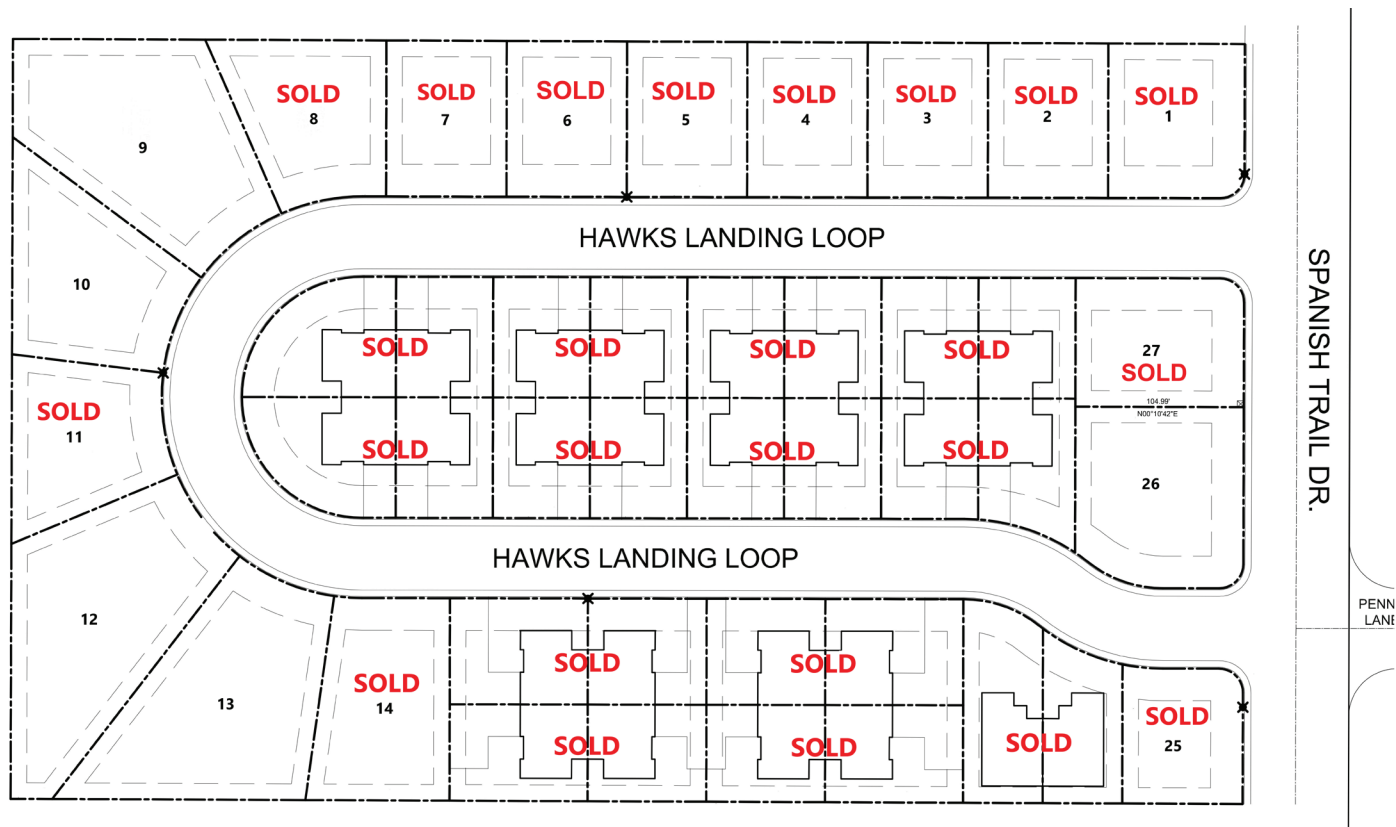 SOLD
8
SOLD
7
SOLD
6
SOLD
5
SOLD
4
SOLD
3
SOLD
2
SOLD
1
9
HAWKS LANDING LOOP
10
SOLD
11
SOLD
SOLD
SOLD
SOLD
27
SOLD
104.99'
N00°10'42"E
SOLD
SOLD
SOLD
SOLD
26
SPANISH TRAIL DR.
HAWKS LANDING LOOP
12
13
SOLD
14
SOLD
SOLD
SOLD
SOLD
SOLD
SOLD
25
PENN
LANE